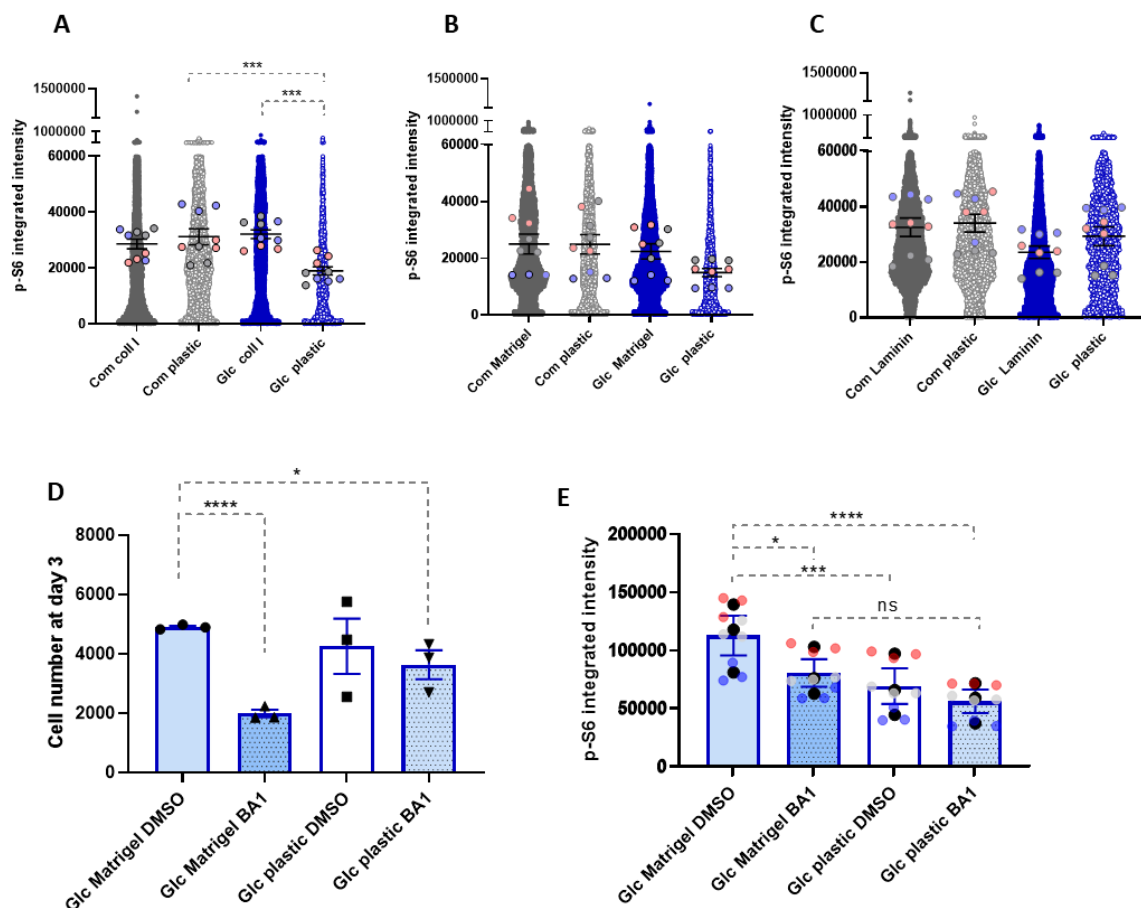 A
p-S6 integrated intensity
1500000
1000000
60000
40000
20000
0
***
***
Com coll I
Com plastic
Glc coll I
Glc plastic
B
p-S6 integrated intensity
1500000
1000000
60000
40000
20000
0
Com Matrigel
Com plastic
Glc Matrigel
Glc plastic
C
p-S6 integrated Intensity
1500000
1000000
60000
40000
20000
0
Com Laminin
Com plastic
Glc Laminin
Glc plastic
D
Cell number at day 3
8000
6000
4000
2000
0
*
****
Glc Matrigel DMSO
Glc Matrigel BA1
Glc plastic DMSO
Glc plastic BA1
E
p-S6 integrated intensity
200000
150000
100000
50000
0
****
*
***
ns
Glc Matrigel DMSO
Glc Matrigel BA1
Glc plastic DMSO
Glc plastic BA1